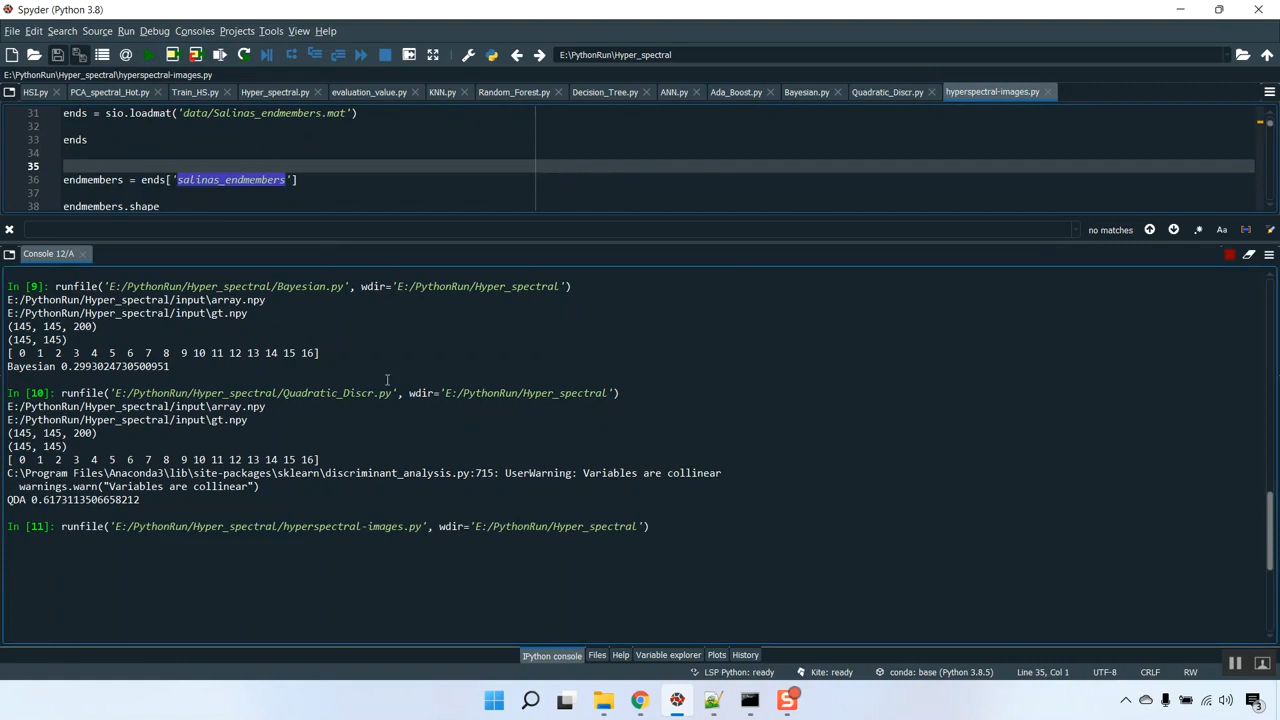 Spyder (Python 3.8)
File Edit Search Source Run Debug Consoles Projects Tools View Help
E:\PythonRun\Hyper_spectral
E:\PythonRun\Hyper_spectral\hyperspectral-images.py
HSI.py PCA_spectral_Hot.py Train_HS.py Hyper_spectral.py evaluation_value.py KNN.py Random_Forest.py Decision_Tree.py ANN.py Ada_Boost.py Bayesian.py Quadratic_Discr.py hyperspectral-images.py
31 ends = sio.loadmat('data/Salinas_endmembers.mat')
32
33 ends
34
35
36 endmembers = ends['salinas_endmembers']
37
38 endmembers.shape
no matches
Aa
Console 12/A
In [9]: runfile('E:/PythonRun/Hyper_spectral/Bayesian.py', wdir='E:/PythonRun/Hyper_spectral')
E:/PythonRun/Hyper_spectral/input\array.npy
E:/PythonRun/Hyper_spectral/input\gt.npy
(145, 145, 200)
(145, 145)
[ 0  1  2  3  4  5  6  7  8  9 10 11 12 13 14 15 16]
Bayesian 0.2993024730500951
In [10]: runfile('E:/PythonRun/Hyper_spectral/Quadratic_Discr.py', wdir='E:/PythonRun/Hyper_spectral')
E:/PythonRun/Hyper_spectral/input\array.npy
E:/PythonRun/Hyper_spectral/input\gt.npy
(145, 145, 200)
(145, 145)
[ 0  1  2  3  4  5  6  7  8  9 10 11 12 13 14 15 16]
C:\Program Files\Anaconda3\lib\site-packages\sklearn\discriminant_analysis.py:715: UserWarning: Variables are collinear
  warnings.warn("Variables are collinear")
QDA 0.6173113506658212
In [11]: runfile('E:/PythonRun/Hyper_spectral/hyperspectral-images.py', wdir='E:/PythonRun/Hyper_spectral')
IPython console Files Help Variable explorer Plots History
LSP Python: ready Kite: ready conda: base (Python 3.8.5) Line 35, Col 1 UTF-8 CRLF RW
3